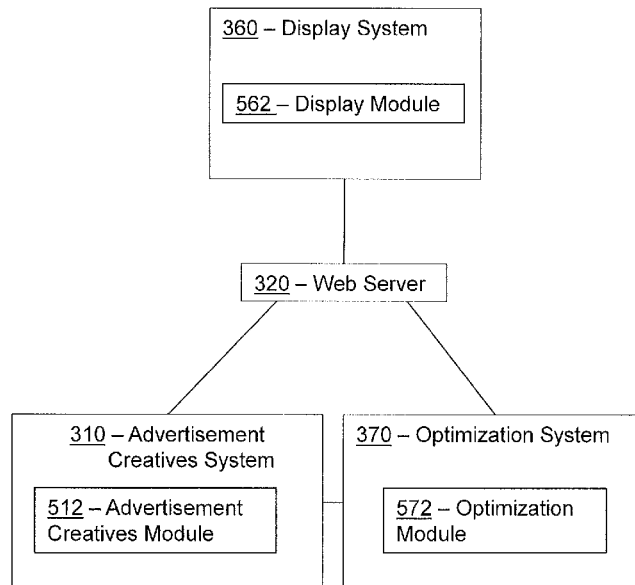 360 – Display System
562 – Display Module
320 – Web Server
310 – Advertisement
Creatives System
512 – Advertisement
Creatives Module
370 – Optimization System
572 – Optimization
Module